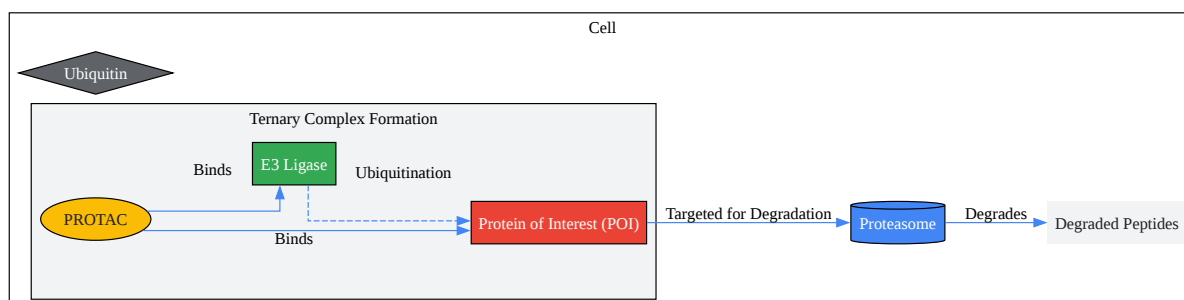 Cell
Ubiquitin
Ternary Complex Formation
Binds
E3 Ligase
Ubiquitination
PROTAC
Binds
Protein of Interest (POI)
Targeted for Degradation
Proteasome
Degrades
Degraded Peptides